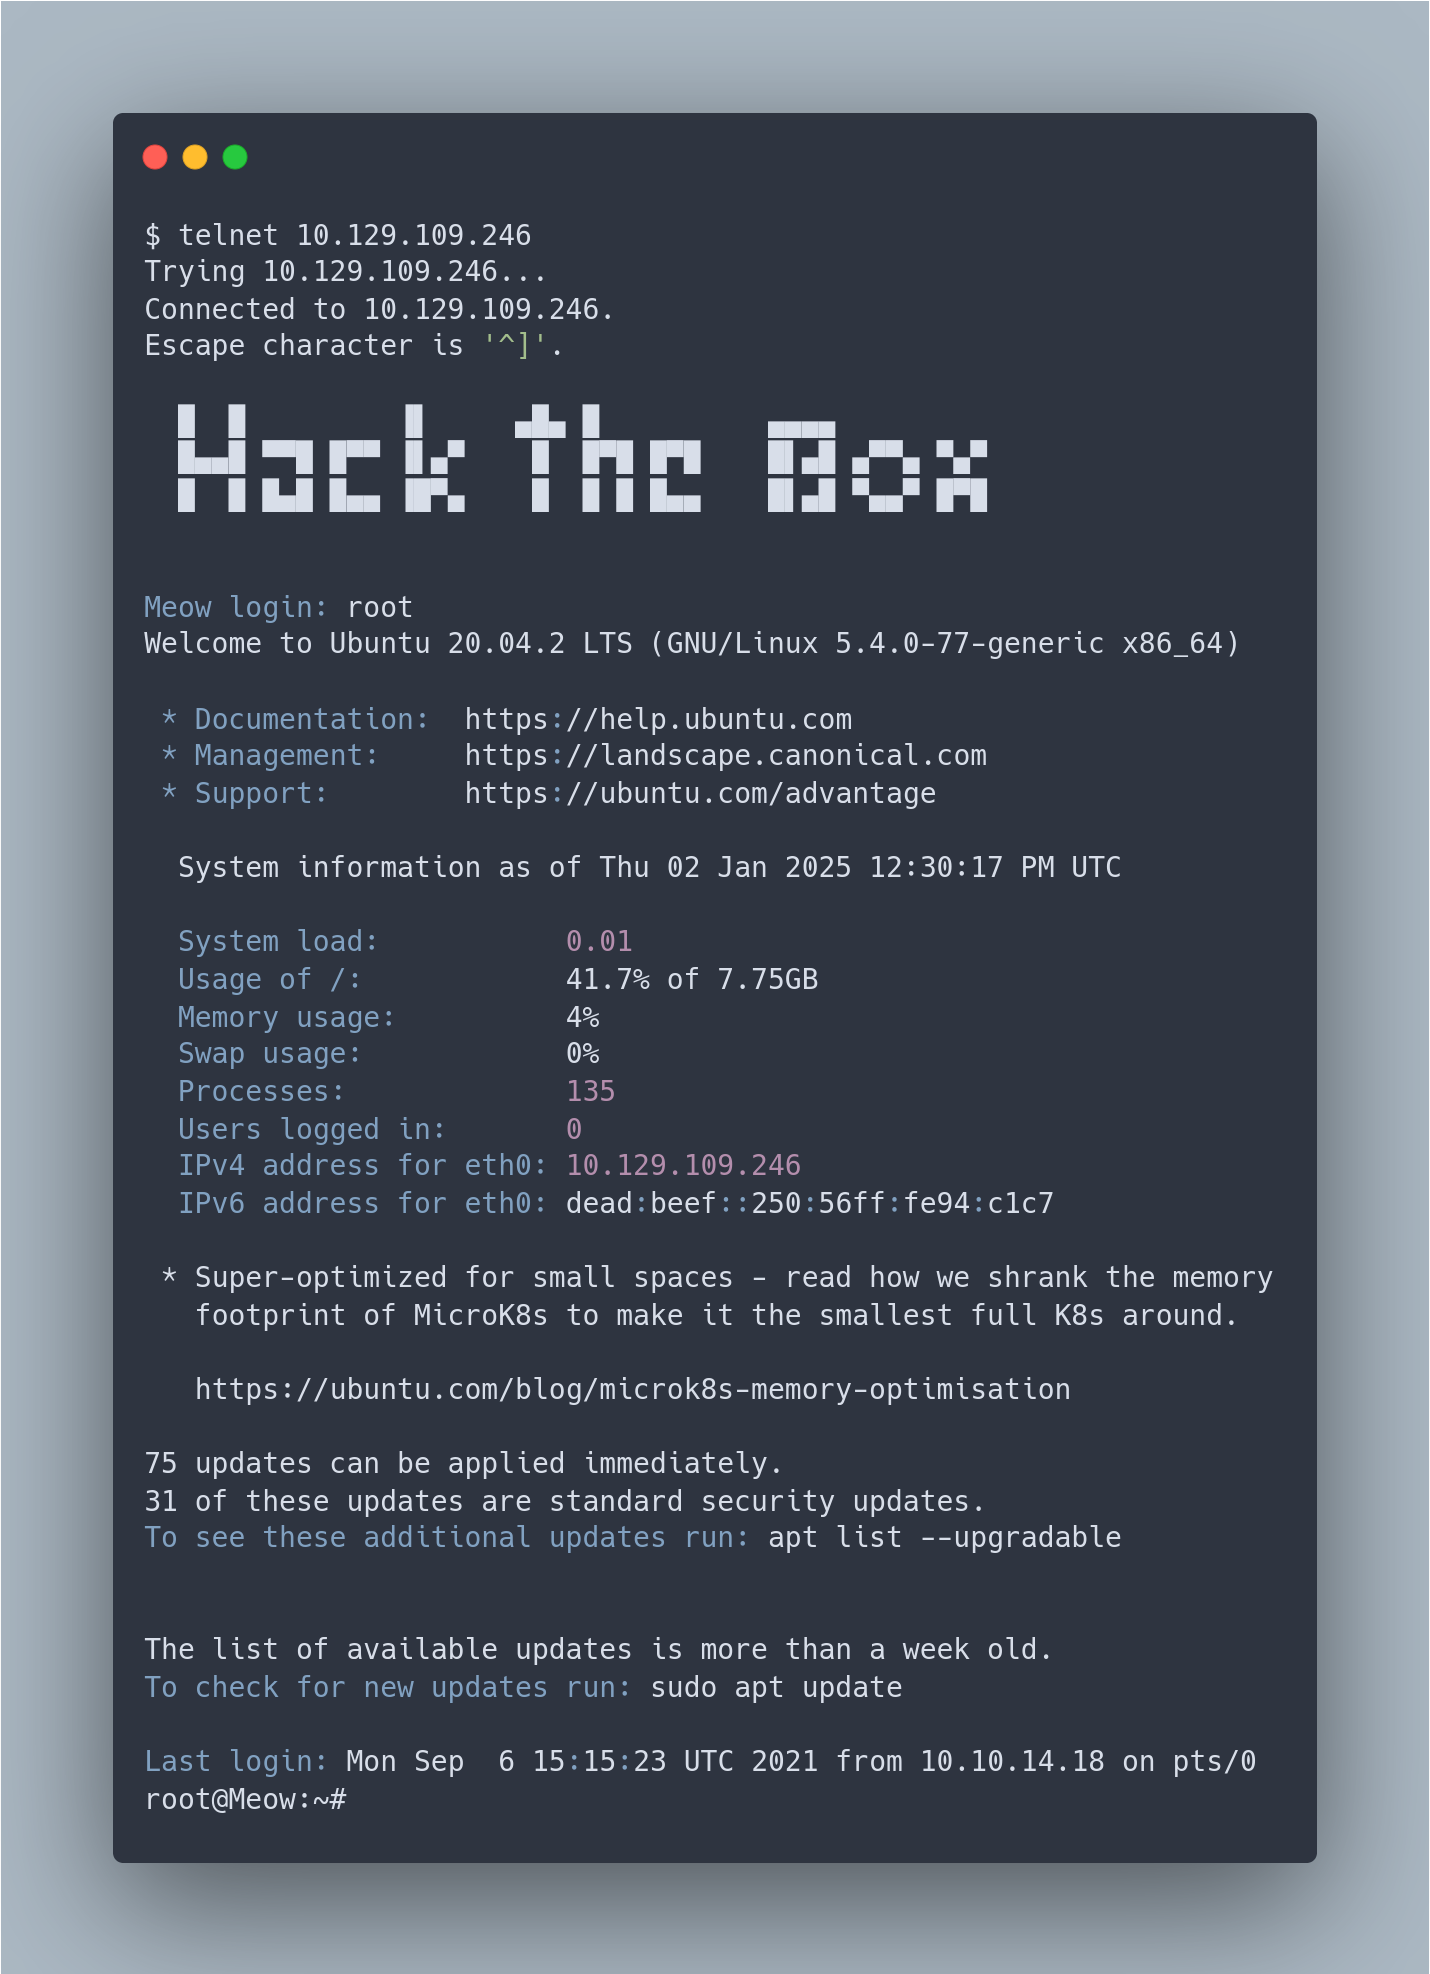 $ telnet 10.129.109.246
Trying 10.129.109.246...
Connected to 10.129.109.246.
Escape character is '^]'.
Hack The Box
Meow login: root
Welcome to Ubuntu 20.04.2 LTS (GNU/Linux 5.4.0-77-generic x86_64)
 * Documentation:  https://help.ubuntu.com
 * Management:     https://landscape.canonical.com
 * Support:        https://ubuntu.com/advantage
  System information as of Thu 02 Jan 2025 12:30:17 PM UTC
  System load:           0.01
  Usage of /:            41.7% of 7.75GB
  Memory usage:          4%
  Swap usage:            0%
  Processes:             135
  Users logged in:       0
  IPv4 address for eth0: 10.129.109.246
  IPv6 address for eth0: dead:beef::250:56ff:fe94:c1c7
 * Super-optimized for small spaces - read how we shrank the memory
   footprint of MicroK8s to make it the smallest full K8s around.
   https://ubuntu.com/blog/microk8s-memory-optimisation
75 updates can be applied immediately.
31 of these updates are standard security updates.
To see these additional updates run: apt list --upgradable
The list of available updates is more than a week old.
To check for new updates run: sudo apt update
Last login: Mon Sep  6 15:15:23 UTC 2021 from 10.10.14.18 on pts/0
root@Meow:~#